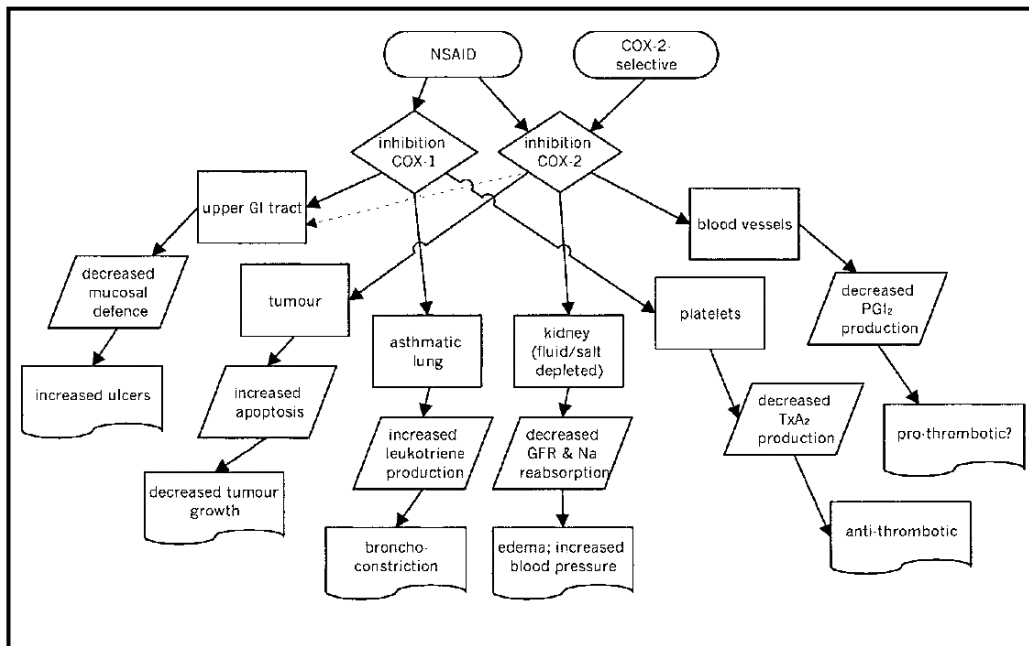 NSAID
COX-2-
selective
inhibition
COX-1
inhibition
COX-2
upper GI tract
blood vessels
decreased
mucosal
defence
tumour
asthmatic
lung
kidney
(fluid/salt
depleted)
platelets
decreased
PGI₂
production
increased ulcers
increased
apoptosis
increased
leukotriene
production
decreased
GFR & Na
reabsorption
decreased
TxA₂
production
pro-thrombotic?
decreased tumour
growth
broncho-
constriction
edema; increased
blood pressure
anti-thrombotic